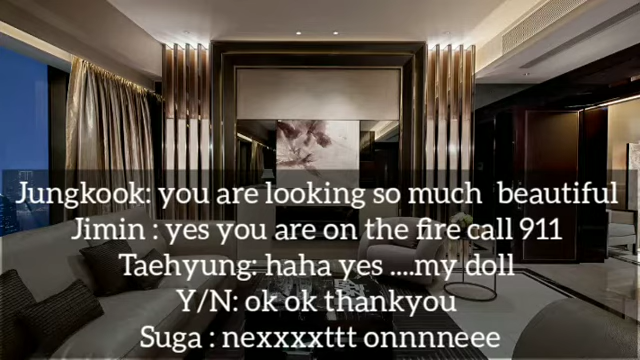 Jungkook: you are looking so much beautiful
Jimin : yes you are on the fire call 911
Taehyung: haha yes ....my doll
Y/N: ok ok thankyou
Suga : nexxxxttt onnnneee